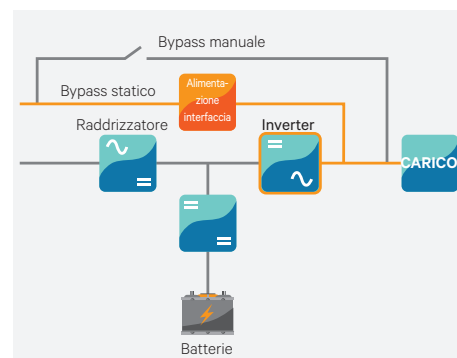 Bypass manuale
Bypass statico
Alimenta-
zione
interfaccia
Raddrizzatore
Inverter
CARICO
Batterie